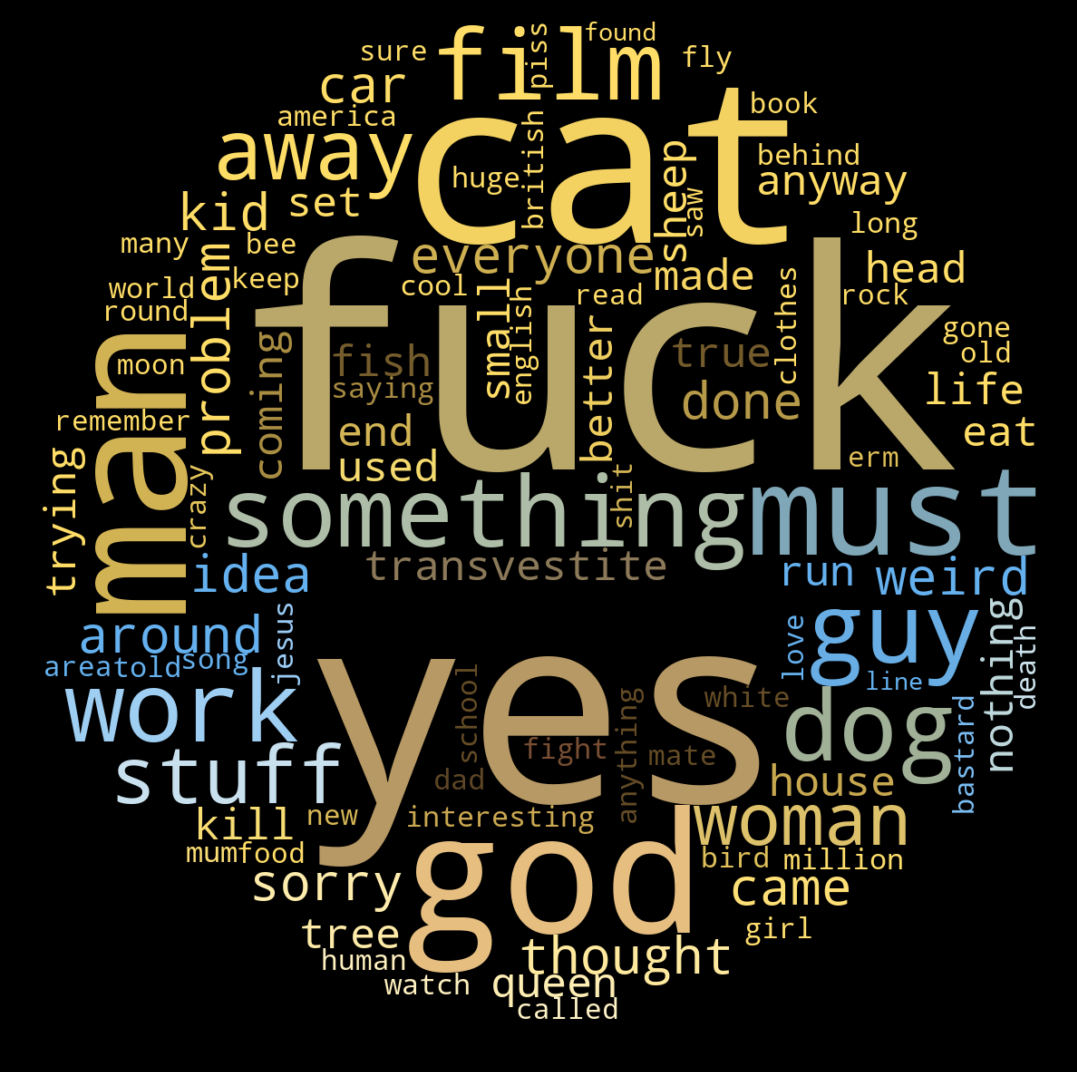 found
sure
film
piss
fly
car
book
america
cat
away
british
behind
huge
sheep
anyway
kid
set
saw
long
many
bee
everyone
problem
keep
cool
made
head
world
small
read
clothes
rock
round
fuck
english
gone
moon
man
coming
fish
better
true
old
saying
done
life
remember
end
eat
used
trying
crazy
shit
erm
something
must
transvestite
idea
run
weird
around
jesus
love
guy
nothing
areatold
song
death
line
work
yes
school
white
dog
bastard
stuff
fight
anything
mate
dad
house
kill
new
interesting
woman
mumfood
bird
million
sorry
god
came
tree
girl
human
thought
watch
queen
called